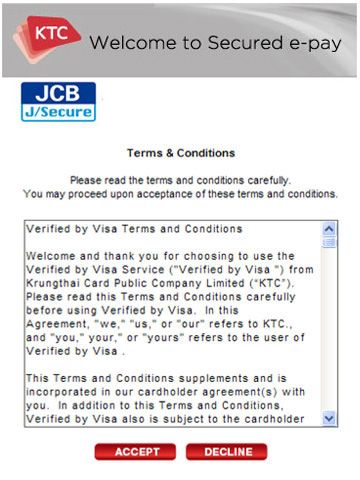 KTC
Welcome to Secured e-pay
JCB
J/Secure
Terms & Conditions
Please read the terms and conditions carefully.
You may proceed upon acceptance of these terms and conditions.
Verified by Visa Terms and Conditions
Welcome and thank you for choosing to use the
Verified by Visa Service ("Verified by Visa ") from
Krungthai Card Public Company Limited ("KTC").
Please read this Terms and Conditions carefully
before using Verified by Visa. In this
Agreement, "we," "us," or "our" refers to KTC.,
and "you," your," or "yours" refers to the user of
Verified by Visa .
This Terms and Conditions supplements and is
incorporated in our cardholder agreement(s) with
you. In addition to this Terms and Conditions,
Verified by Visa also is subject to the cardholder
ACCEPT DECLINE